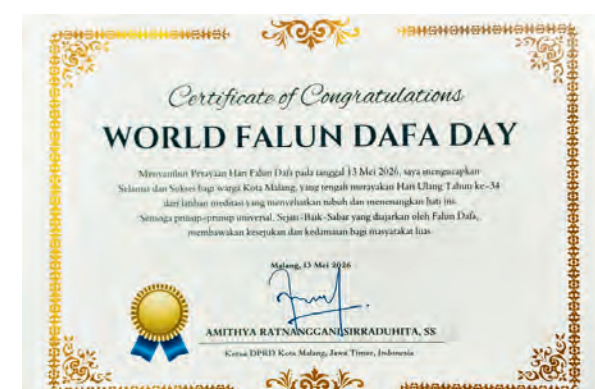 Certificate of Congratulations
WORLD FALUN DAFA DAY
Menyambut Perayaan Hari Falun Dafa pada tanggal 13 Mei 2026, saya mengucapkan
Selamat dan Sukses bagi warga Kota Malang, yang tengah merayakan Hari Ulang Tahun ke-34
dari latihan meditasi yang menyehatkan tubuh dan menenangkan hati ini.
Semoga prinsip-prinsip universal, Sejati-Baik-Sabar yang diajarkan oleh Falun Dafa,
membawakan kesejukan dan kedamaian bagi masyarakat luas.
Malang, 13 Mei 2026
AMITHYA RATNANGGANI SIRRADUHITA, SS
Ketua DPRD Kota Malang, Jawa Timur, Indonesia